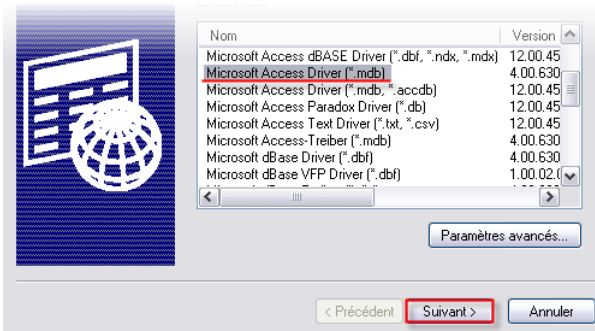 Nom Version
Microsoft Access dBASE Driver (*.dbf, *.ndx, *.mdx) 12.00.45
Microsoft Access Driver (*.mdb) 4.00.630
Microsoft Access Driver (*.mdb, *.accdb) 12.00.45
Microsoft Access Paradox Driver (*.db) 12.00.45
Microsoft Access Text Driver (*.txt, *.csv) 12.00.45
Microsoft Access-Treiber (*.mdb) 4.00.630
Microsoft dBase Driver (*.dbf) 4.00.630
Microsoft dBase VFP Driver (*.dbf) 1.00.02.(
Paramètres avancés...
< Précédent Suivant > Annuler